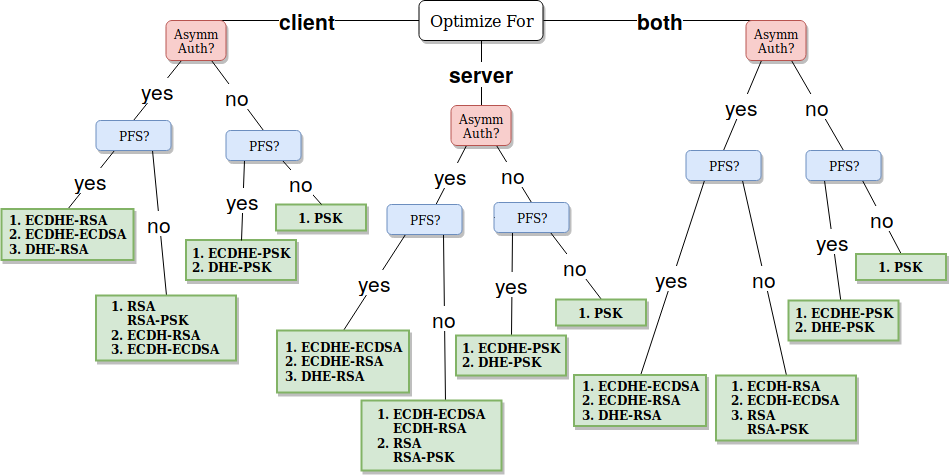 Optimize For
client
server
both
Asymm
Auth?
yes
no
PFS?
PFS?
yes
no
yes
no
1. ECDHE-RSA
2. ECDHE-ECDSA
3. DHE-RSA
1. RSA
RSA-PSK
2. ECDH-RSA
3. ECDH-ECDSA
1. ECDHE-PSK
2. DHE-PSK
1. PSK
Asymm
Auth?
yes
no
PFS?
PFS?
yes
no
yes
no
1. ECDHE-ECDSA
2. ECDHE-RSA
3. DHE-RSA
1. ECDH-ECDSA
ECDH-RSA
2. RSA
RSA-PSK
1. ECDHE-PSK
2. DHE-PSK
1. PSK
Asymm
Auth?
yes
no
PFS?
PFS?
yes
no
yes
no
1. ECDHE-ECDSA
2. ECDHE-RSA
3. DHE-RSA
1. ECDH-RSA
2. ECDH-ECDSA
3. RSA
RSA-PSK
1. ECDHE-PSK
2. DHE-PSK
1. PSK